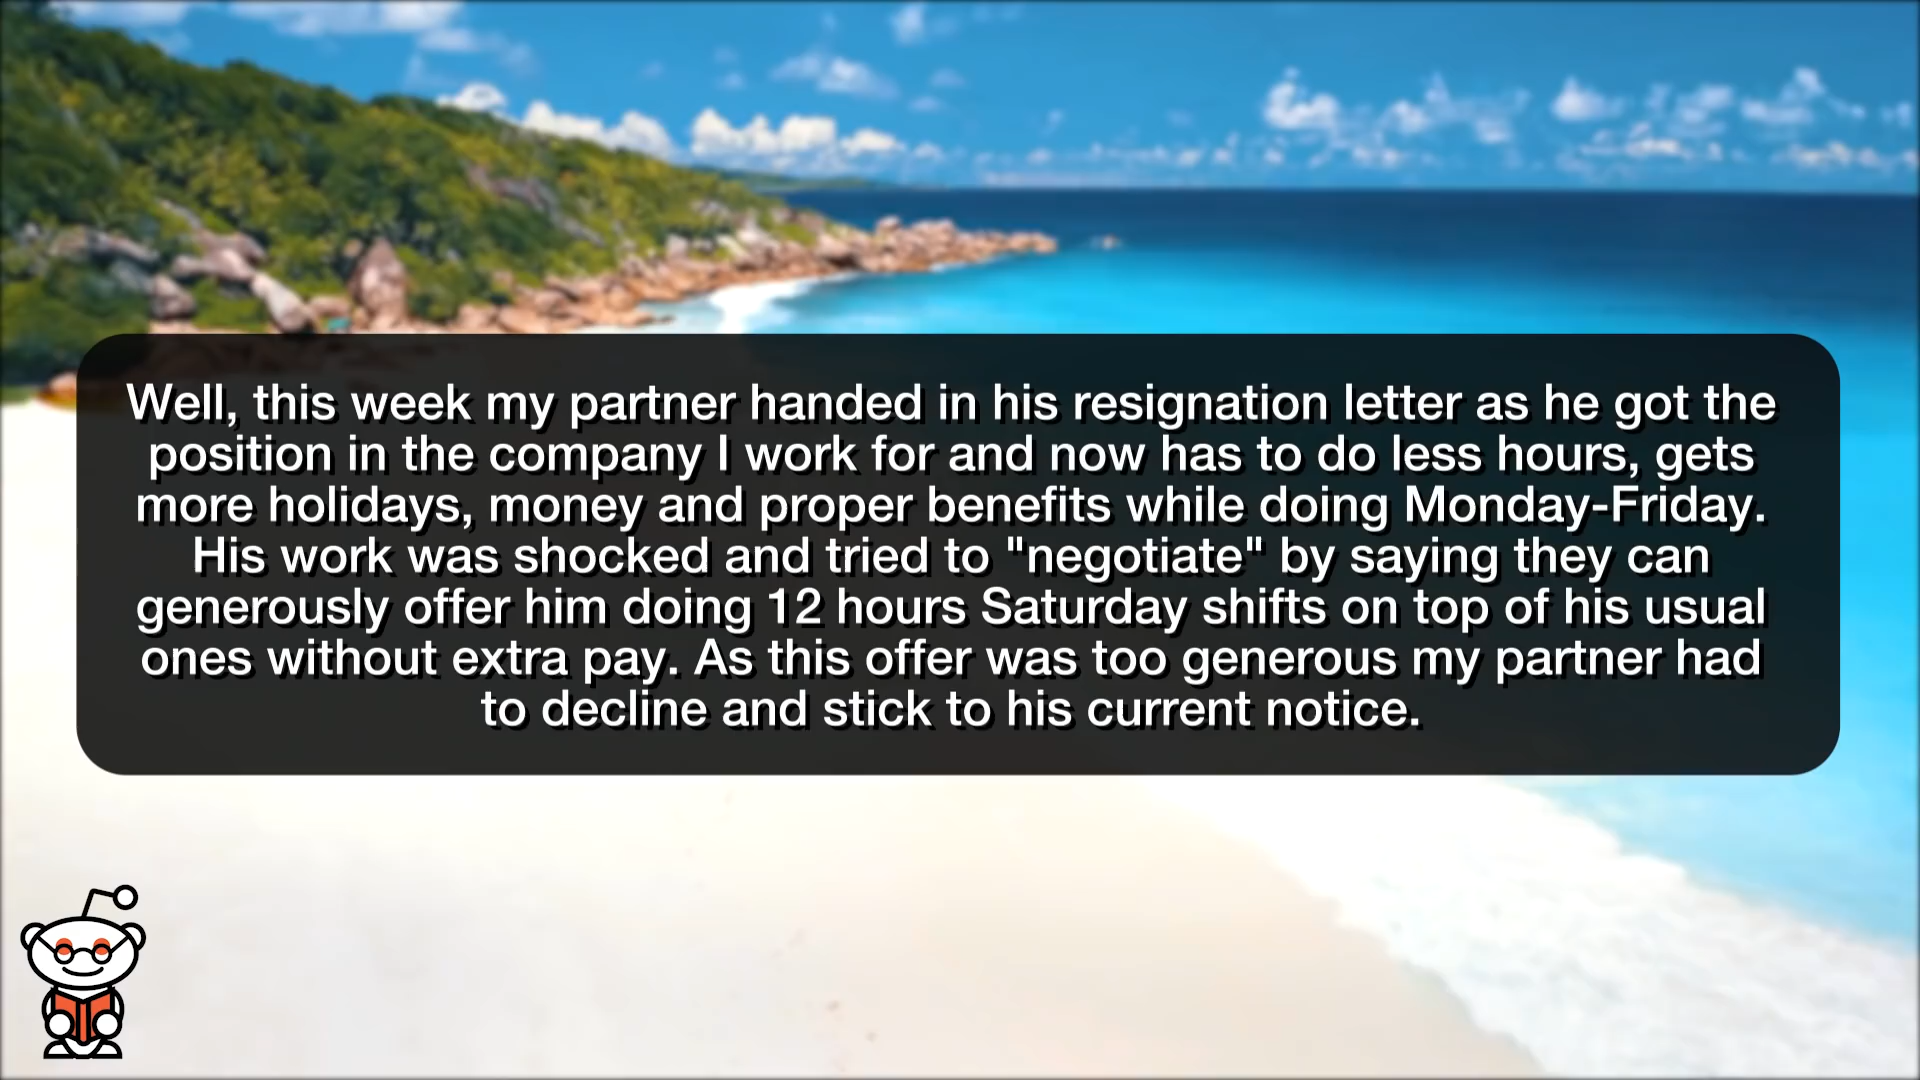 Well, this week my partner handed in his resignation letter as he got the
position in the company I work for and now has to do less hours, gets
more holidays, money and proper benefits while doing Monday-Friday.
His work was shocked and tried to "negotiate" by saying they can
generously offer him doing 12 hours Saturday shifts on top of his usual
ones without extra pay. As this offer was too generous my partner had
to decline and stick to his current notice.